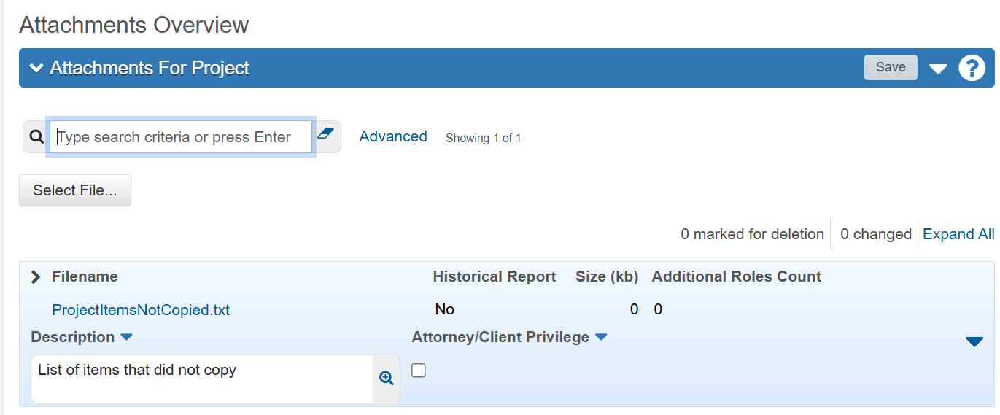 Attachments Overview
Attachments For Project
Save
?
Type search criteria or press Enter
Advanced
Showing 1 of 1
Select File...
0 marked for deletion
0 changed
Expand All
Filename Historical Report Size (kb) Additional Roles Count
ProjectItemsNotCopied.txt No 0 0
Description Attorney/Client Privilege
List of items that did not copy